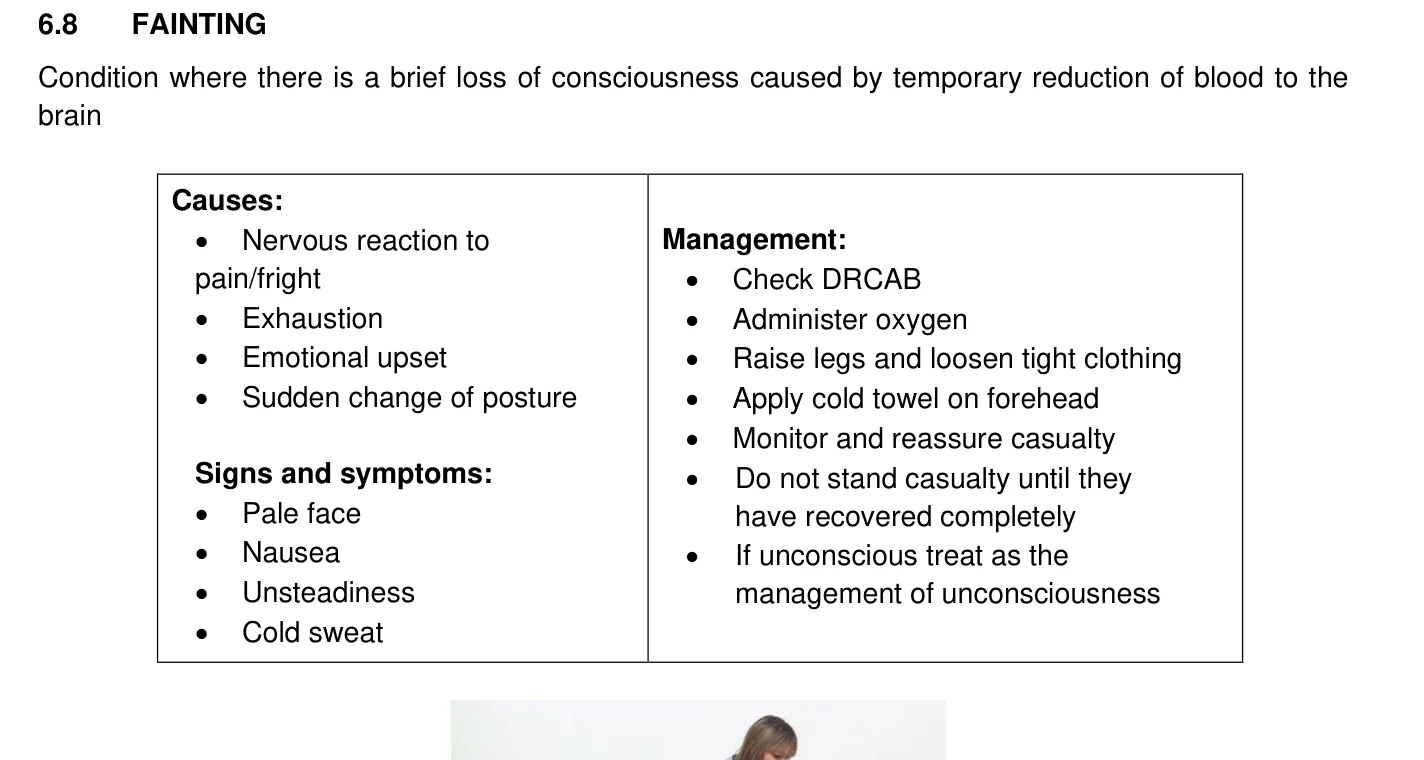 6.8 FAINTING
Condition where there is a brief loss of consciousness caused by temporary reduction of blood to the
brain
Causes:
• Nervous reaction to
pain/fright
• Exhaustion
• Emotional upset
• Sudden change of posture
Signs and symptoms:
• Pale face
• Nausea
• Unsteadiness
• Cold sweat
Management:
• Check DRCAB
• Administer oxygen
• Raise legs and loosen tight clothing
• Apply cold towel on forehead
• Monitor and reassure casualty
• Do not stand casualty until they
have recovered completely
• If unconscious treat as the
management of unconsciousness